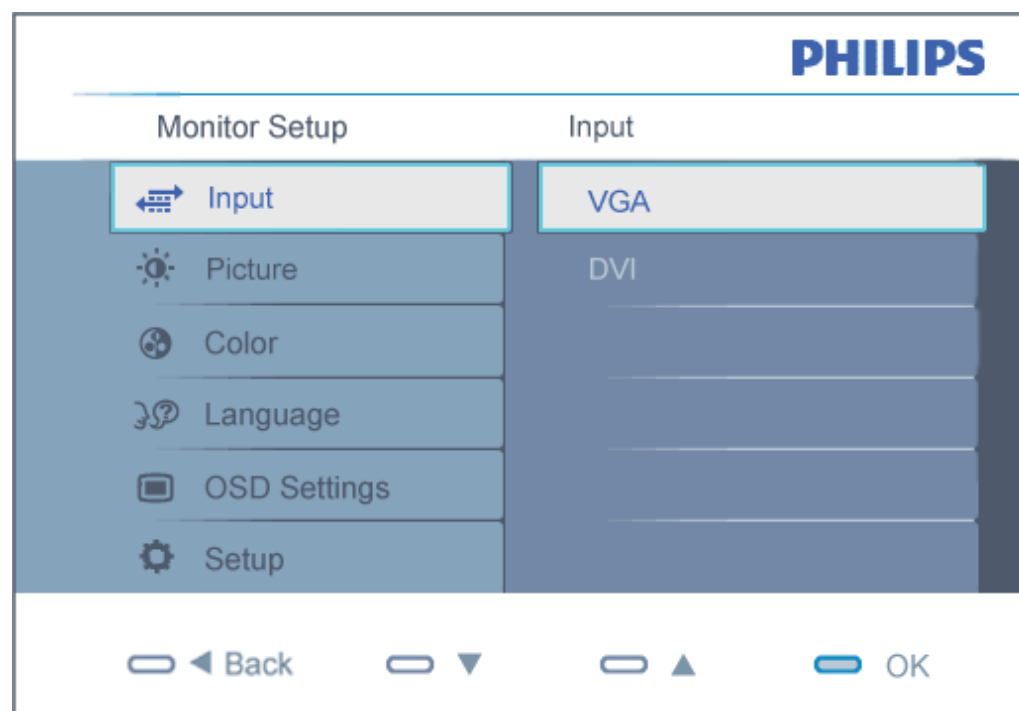 PHILIPS
Monitor Setup
Input
Input
VGA
Picture
DVI
Color
Language
OSD Settings
Setup
Back
OK